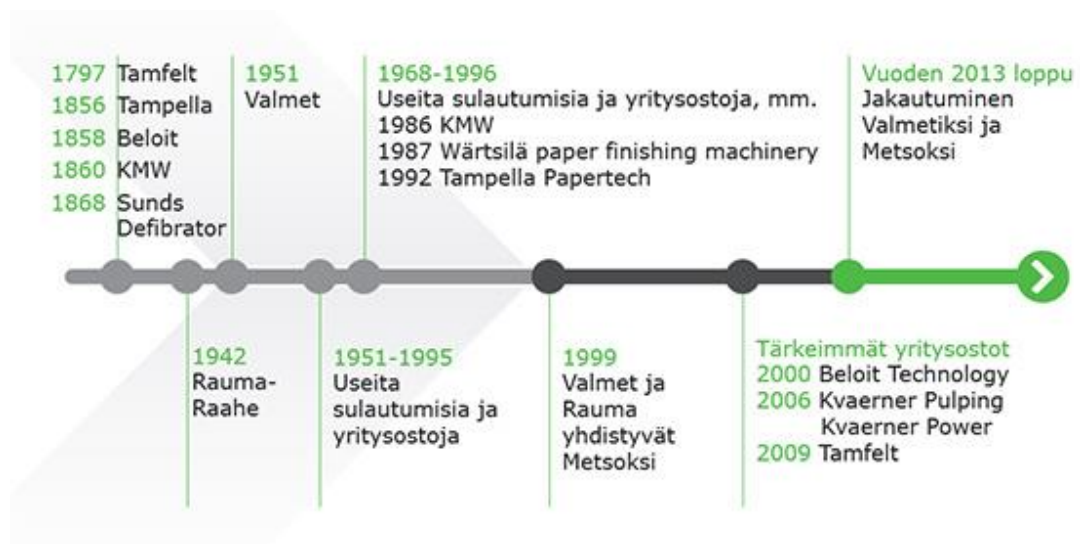 1797 Tamfelt
1856 Tampella
1858 Beloit
1860 KMW
1868 Sunds
Defibrator
1951
Valmet
1968-1996
Useita sulautumisia ja yritysostoja, mm.
1986 KMW
1987 Wärtsilä paper finishing machinery
1992 Tampella Papertech
Vuoden 2013 loppu
Jakautuminen
Valmetiksi ja
Metsoksi
1942
Rauma-
Raahe
1951-1995
Useita
sulautumisia ja
yritysostoja
1999
Valmet ja
Rauma
yhdistyvät
Metsoksi
Tärkeimmät yritysostot
2000 Beloit Technology
2006 Kvaerner Pulping
Kvaerner Power
2009 Tamfelt